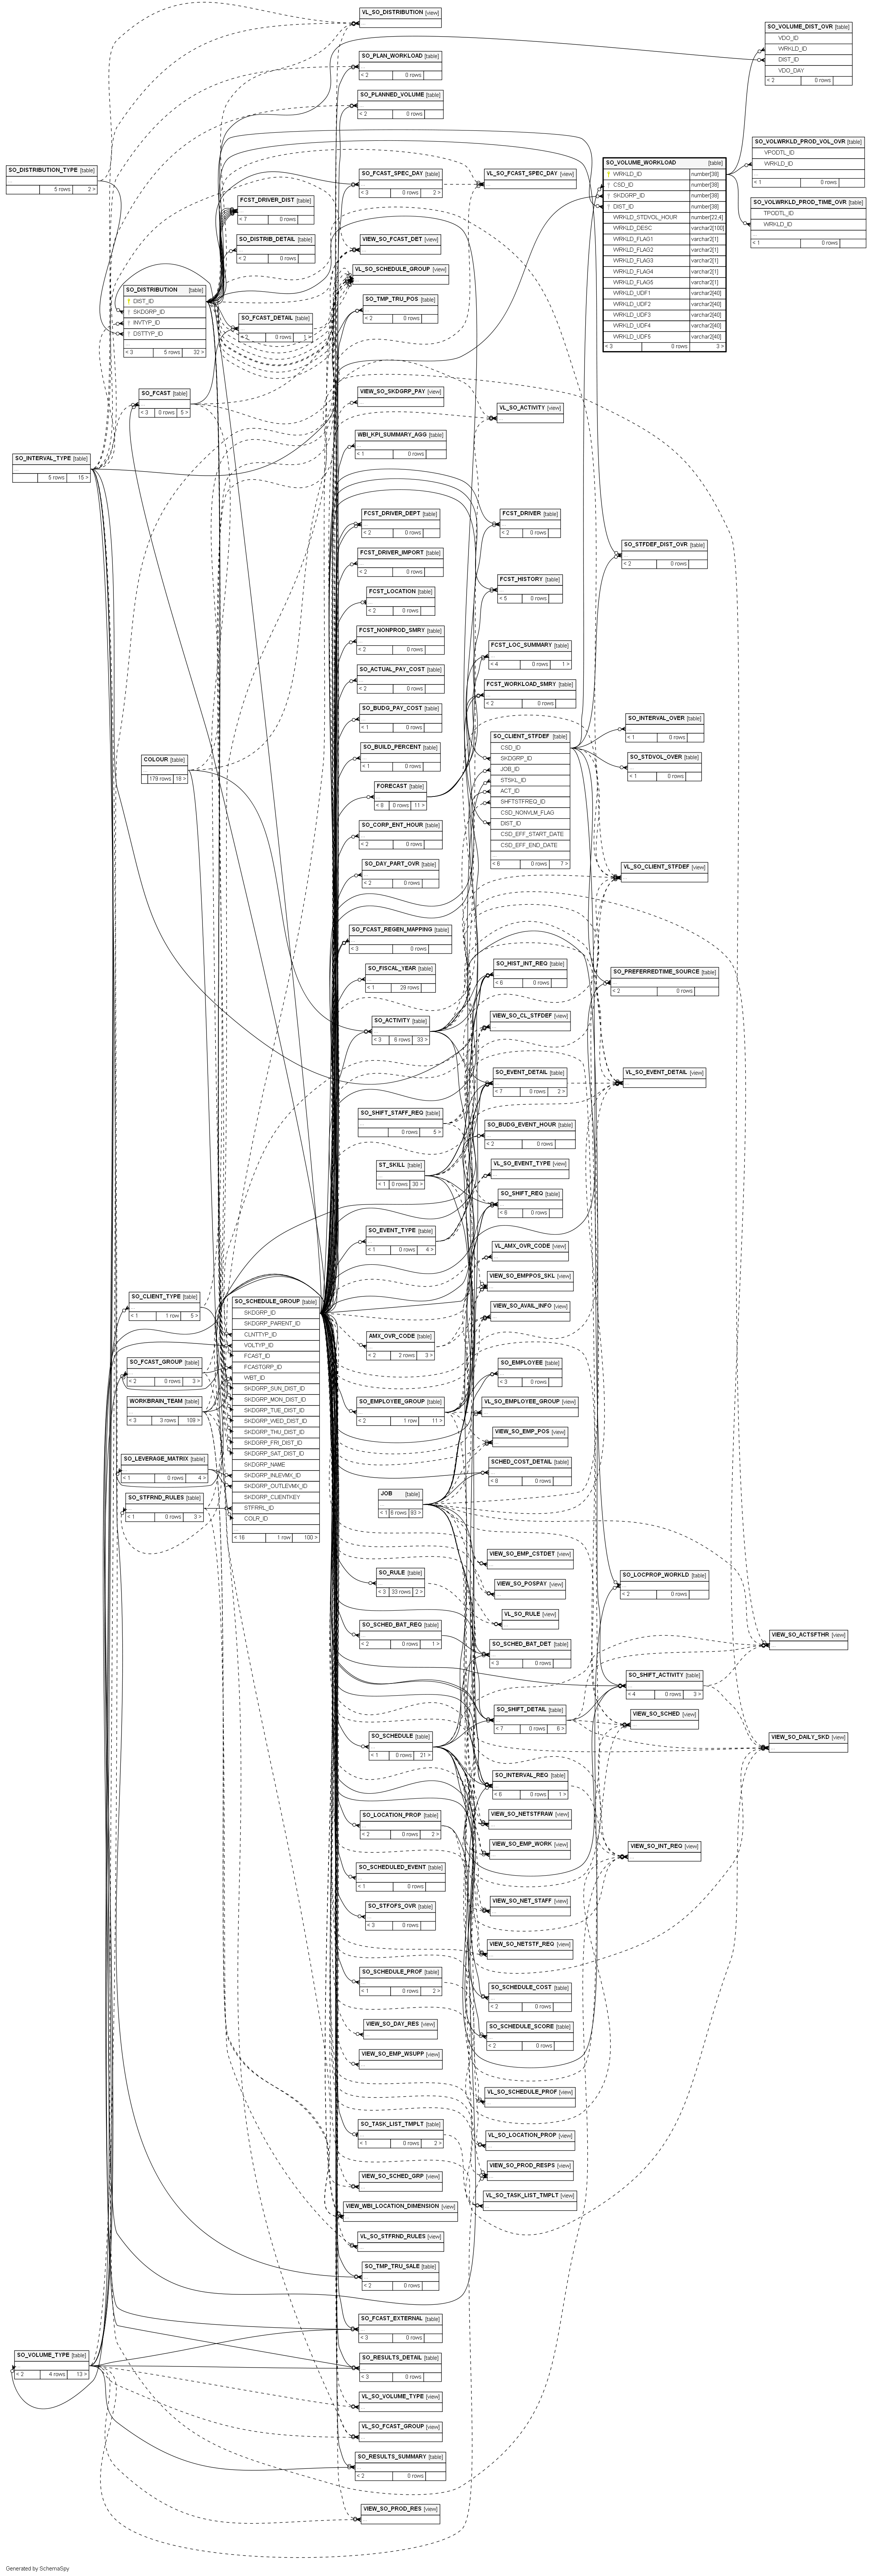 VL_SO_DISTRIBUTION [view]
...
SO_PLAN_WORKLOAD [table]
...
< 2 0 rows
SO_PLANNED_VOLUME [table]
...
< 2 0 rows
SO_VOLUME_DIST_OVR [table]
VDO_ID
WRKLD_ID
DIST_ID
VDO_DAY
< 2 0 rows
SO_VOLWRKLD_PROD_VOL_OVR [table]
VPODTL_ID
WRKLD_ID
...
< 1 0 rows
SO_VOLWRKLD_PROD_TIME_OVR [table]
TPODTL_ID
WRKLD_ID
...
< 1 0 rows
SO_VOLUME_WORKLOAD [table]
WRKLD_ID number[38]
CSD_ID number[38]
SKDGRP_ID number[38]
DIST_ID number[38]
WRKLD_STDVOL_HOUR number[22,4]
WRKLD_DESC varchar2[100]
WRKLD_FLAG1 varchar2[1]
WRKLD_FLAG2 varchar2[1]
WRKLD_FLAG3 varchar2[1]
WRKLD_FLAG4 varchar2[1]
WRKLD_FLAG5 varchar2[1]
WRKLD_UDF1 varchar2[40]
WRKLD_UDF2 varchar2[40]
WRKLD_UDF3 varchar2[40]
WRKLD_UDF4 varchar2[40]
WRKLD_UDF5 varchar2[40]
< 3 0 rows 3 >
SO_DISTRIBUTION_TYPE [table]
...
5 rows 2 >
SO_FCAST_SPEC_DAY [table]
...
< 3 0 rows 2 >
VL_SO_FCAST_SPEC_DAY [view]
...
FCST_DRIVER_DIST [table]
...
< 7 0 rows
SO_DISTRIB_DETAIL [table]
...
< 2 0 rows
VIEW_SO_FCAST_DET [view]
...
VL_SO_SCHEDULE_GROUP [view]
...
SO_DISTRIBUTION [table]
DIST_ID
SKDGRP_ID
INVTYP_ID
DSTTYP_ID
...
< 3 5 rows 32 >
SO_TMP_TRU_POS [table]
...
< 2 0 rows
SO_FCAST_DETAIL [table]
...
< 2 0 rows 1 >
SO_FCAST [table]
...
< 3 0 rows 5 >
VIEW_SO_SKDGRP_PAY [view]
...
VL_SO_ACTIVITY [view]
...
WBI_KPI_SUMMARY_AGG [table]
...
< 1 0 rows
SO_INTERVAL_TYPE [table]
...
5 rows 15 >
FCST_DRIVER_DEPT [table]
...
< 2 0 rows
FCST_DRIVER [table]
...
< 2 0 rows
FCST_DRIVER_IMPORT [table]
...
< 2 0 rows
SO_STFDEF_DIST_OVR [table]
...
< 2 0 rows
FCST_LOCATION [table]
...
< 2 0 rows
FCST_HISTORY [table]
...
< 5 0 rows
FCST_NONPROD_SMRY [table]
...
< 2 0 rows
FCST_LOC_SUMMARY [table]
...
< 4 0 rows 1 >
SO_ACTUAL_PAY_COST [table]
...
< 2 0 rows
FCST_WORKLOAD_SMRY [table]
...
< 2 0 rows
SO_BUDG_PAY_COST [table]
...
< 1 0 rows
SO_INTERVAL_OVER [table]
...
< 1 0 rows
SO_STDVOL_OVER [table]
...
< 1 0 rows
SO_CLIENT_STFDEF [table]
CSD_ID
SKDGRP_ID
JOB_ID
STSKL_ID
ACT_ID
SHFTSTFREQ_ID
CSD_NONVLM_FLAG
DIST_ID
CSD_EFF_START_DATE
CSD_EFF_END_DATE
...
< 6 0 rows 7 >
SO_BUILD_PERCENT [table]
...
< 1 0 rows
COLOUR [table]
...
179 rows 18 >
FORECAST [table]
...
< 8 0 rows 11 >
SO_CORP_ENT_HOUR [table]
...
< 2 0 rows
SO_DAY_PART_OVR [table]
...
< 2 0 rows
VL_SO_CLIENT_STFDEF [view]
...
SO_FCAST_REGEN_MAPPING [table]
...
< 3 0 rows
SO_FISCAL_YEAR [table]
...
< 1 29 rows
SO_HIST_INT_REQ [table]
...
< 6 0 rows
SO_PREFERREDTIME_SOURCE [table]
...
< 2 0 rows
SO_ACTIVITY [table]
...
< 3 6 rows 33 >
VIEW_SO_CL_STFDEF [view]
...
SO_EVENT_DETAIL [table]
...
< 7 0 rows 2 >
VL_SO_EVENT_DETAIL [view]
...
SO_SHIFT_STAFF_REQ [table]
...
0 rows 5 >
SO_BUDG_EVENT_HOUR [table]
...
< 2 0 rows
ST_SKILL [table]
...
< 1 0 rows 30 >
VL_SO_EVENT_TYPE [view]
...
SO_SHIFT_REQ [table]
...
< 6 0 rows
SO_EVENT_TYPE [table]
...
< 1 0 rows 4 >
VL_AMX_OVR_CODE [view]
...
VIEW_SO_EMPPOS_SKL [view]
...
SO_CLIENT_TYPE [table]
...
< 1 1 row 5 >
VIEW_SO_AVAIL_INFO [view]
...
SO_SCHEDULE_GROUP [table]
SKDGRP_ID
SKDGRP_PARENT_ID
CLNTTYP_ID
VOLTYP_ID
FCAST_ID
FCASTGRP_ID
WBT_ID
SKDGRP_SUN_DIST_ID
SKDGRP_MON_DIST_ID
SKDGRP_TUE_DIST_ID
SKDGRP_WED_DIST_ID
SKDGRP_THU_DIST_ID
SKDGRP_FRI_DIST_ID
SKDGRP_SAT_DIST_ID
SKDGRP_NAME
SKDGRP_INLEVMX_ID
SKDGRP_OUTLEVMX_ID
SKDGRP_CLIENTKEY
STFRRL_ID
COLR_ID
...
< 16 1 row 100 >
AMX_OVR_CODE [table]
...
< 2 2 rows 3 >
SO_FCAST_GROUP [table]
...
< 2 0 rows 3 >
SO_EMPLOYEE [table]
...
< 3 0 rows
WORKBRAIN_TEAM [table]
...
< 3 3 rows 109 >
SO_EMPLOYEE_GROUP [table]
...
< 2 1 row 11 >
VL_SO_EMPLOYEE_GROUP [view]
...
VIEW_SO_EMP_POS [view]
...
SO_LEVERAGE_MATRIX [table]
...
< 1 0 rows 4 >
SCHED_COST_DETAIL [table]
...
< 8 0 rows
SO_STFRND_RULES [table]
...
< 1 0 rows 3 >
JOB [table]
...
< 1 6 rows 93 >
VIEW_SO_EMP_CSTDET [view]
...
SO_RULE [table]
...
< 3 33 rows 2 >
VIEW_SO_POSPAY [view]
...
SO_LOCPROP_WORKLD [table]
...
< 2 0 rows
VL_SO_RULE [view]
...
SO_SCHED_BAT_REQ [table]
...
< 2 0 rows 1 >
SO_SCHED_BAT_DET [table]
...
< 3 0 rows
VIEW_SO_ACTSFTHR [view]
...
SO_SHIFT_ACTIVITY [table]
...
< 4 0 rows 3 >
SO_SHIFT_DETAIL [table]
...
< 7 0 rows 6 >
VIEW_SO_SCHED [view]
...
SO_SCHEDULE [table]
...
< 1 0 rows 21 >
VIEW_SO_DAILY_SKD [view]
...
SO_INTERVAL_REQ [table]
...
< 6 0 rows 1 >
SO_LOCATION_PROP [table]
...
< 2 0 rows 2 >
VIEW_SO_NETSTFRAW [view]
...
VIEW_SO_EMP_WORK [view]
...
VIEW_SO_INT_REQ [view]
...
SO_SCHEDULED_EVENT [table]
...
< 1 0 rows
VIEW_SO_NET_STAFF [view]
...
SO_STFOFS_OVR [table]
...
< 3 0 rows
VIEW_SO_NETSTF_REQ [view]
...
SO_SCHEDULE_PROF [table]
...
< 1 0 rows 2 >
SO_SCHEDULE_COST [table]
...
< 2 0 rows
VIEW_SO_DAY_RES [view]
...
SO_SCHEDULE_SCORE [table]
...
< 2 0 rows
VIEW_SO_EMP_WSUPP [view]
...
VL_SO_SCHEDULE_PROF [view]
...
SO_TASK_LIST_TMPLT [table]
...
< 1 0 rows 2 >
VL_SO_LOCATION_PROP [view]
...
VIEW_SO_PROD_RESPS [view]
...
VIEW_SO_SCHED_GRP [view]
...
VL_SO_TASK_LIST_TMPLT [view]
...
VIEW_WBI_LOCATION_DIMENSION [view]
...
VL_SO_STFRND_RULES [view]
...
SO_TMP_TRU_SALE [table]
...
< 2 0 rows
SO_FCAST_EXTERNAL [table]
...
< 3 0 rows
SO_VOLUME_TYPE [table]
...
< 2 4 rows 13 >
SO_RESULTS_DETAIL [table]
...
< 3 0 rows
VL_SO_VOLUME_TYPE [view]
...
VL_SO_FCAST_GROUP [view]
...
SO_RESULTS_SUMMARY [table]
...
< 2 0 rows
VIEW_SO_PROD_RES [view]
...
Generated by SchemaSpy